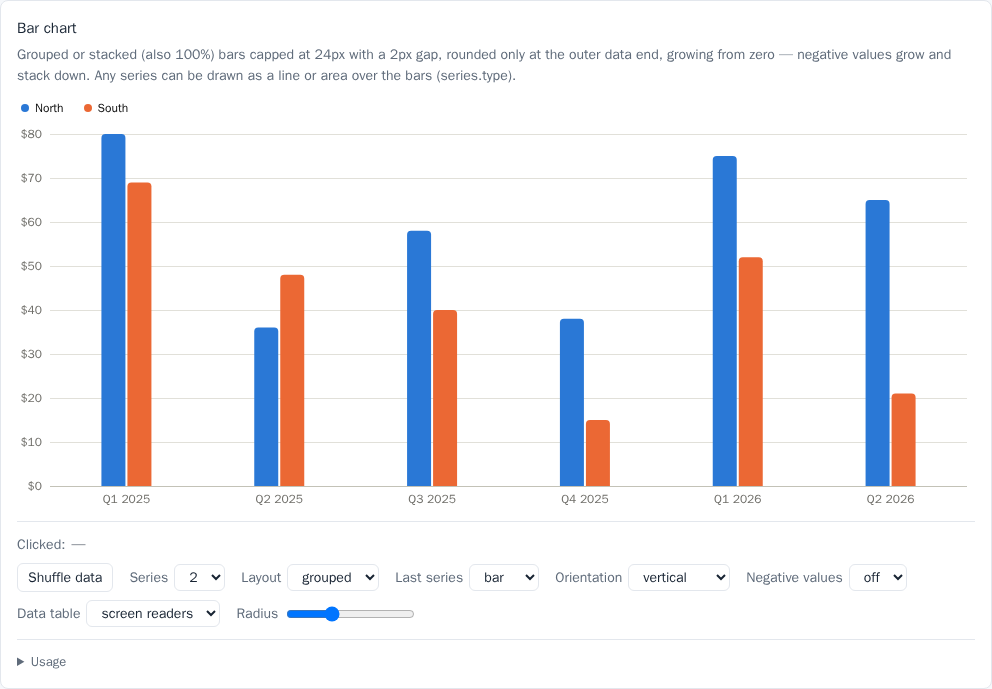 Bar chart
Grouped or stacked (also 100%) bars capped at 24px with a 2px gap, rounded only at the outer data end, growing from zero — negative values grow and
stack down. Any series can be drawn as a line or area over the bars (series.type).
North South
$80
$70
$60
$50
$40
$30
$20
$10
$0
Q1 2025 Q2 2025 Q3 2025 Q4 2025 Q1 2026 Q2 2026
Clicked: —
Shuffle data Series 2 Layout grouped Last series bar Orientation vertical Negative values off
Data table screen readers Radius
Usage